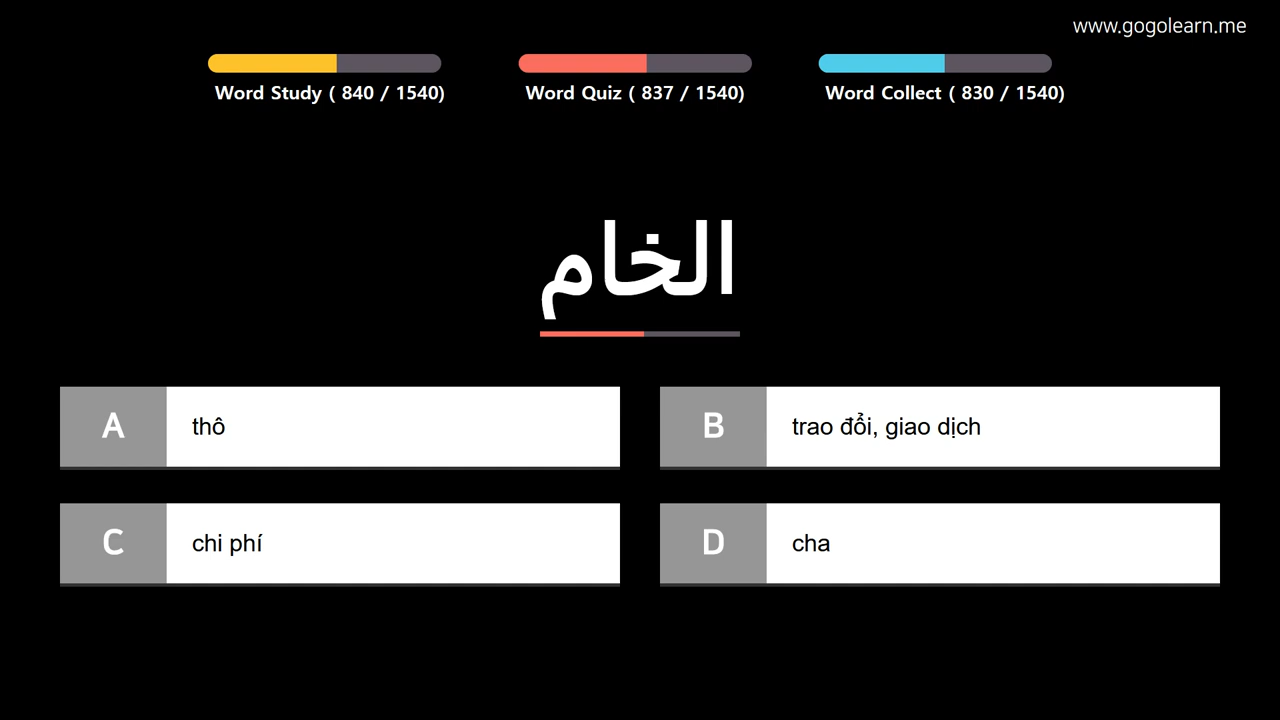 www.gogolearn.me
Word Study ( 840 / 1540)
Word Quiz ( 837 / 1540)
Word Collect ( 830 / 1540)
الخام
A
thô
B
trao đổi, giao dịch
C
chi phí
D
cha